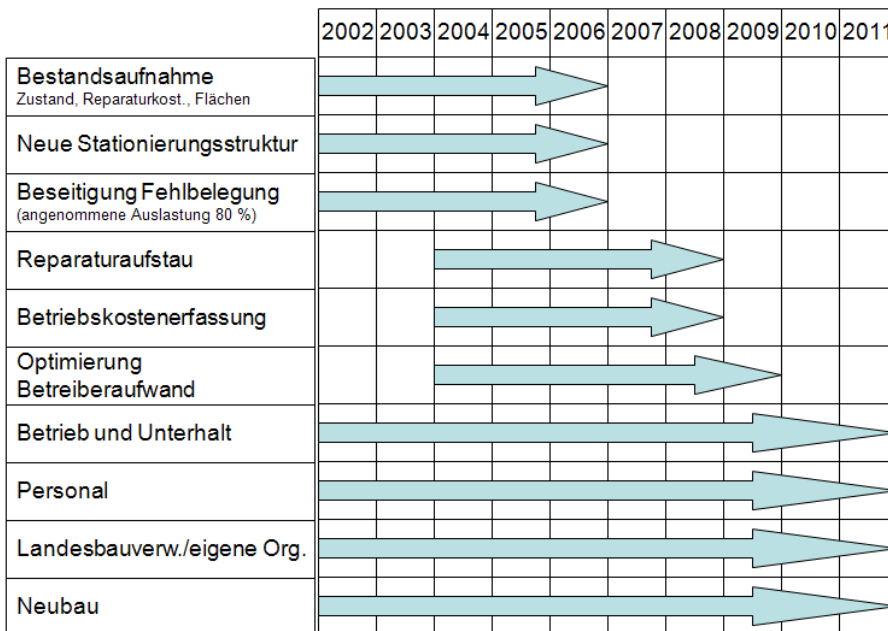 2002 2003 2004 2005 2006 2007 2008 2009 2010 2011
Bestandsaufnahme
Zustand, Reparaturkost., Flächen
Neue Stationierungsstruktur
Beseitigung Fehlbelegung
(angenommene Auslastung 80 %)
Reparaturaufstau
Betriebskostenerfassung
Optimierung
Betreiberaufwand
Betrieb und Unterhalt
Personal
Landesbauverw./eigene Org.
Neubau